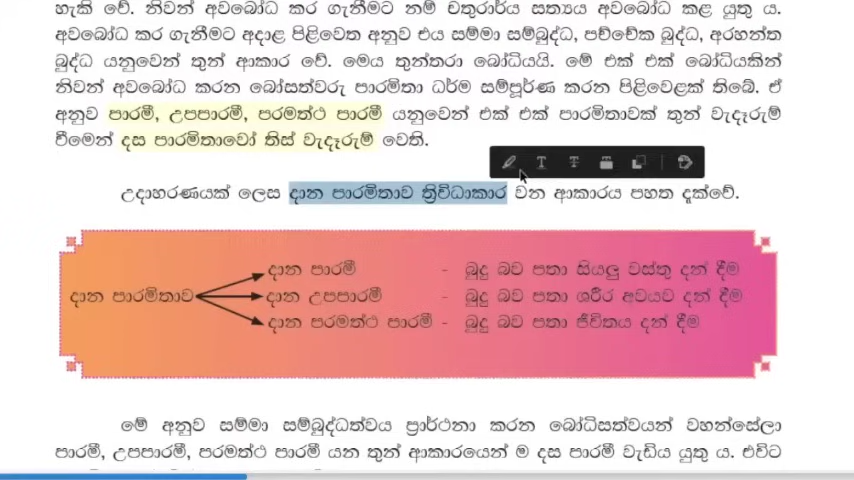 හැකි වේ. නිවන් අවබෝධ කර ගැනීමට නම් චතුරාර්ය සත්‍යය අවබෝධ කළ යුතු ය.
අවබෝධ කර ගැනීමට අදාළ පිළිවෙත අනුව එය සම්මා සම්බුද්ධ, පච්චේක බුද්ධ, අරහන්ත
බුද්ධ යනුවෙන් තුන් ආකාර වේ. මෙය තුන්තරා බෝධියයි. මේ එක් එක් බෝධියකින්
නිවන් අවබෝධ කරන බෝසත්වරු පාරමිතා ධර්ම සම්පූර්ණ කරන පිළිවෙළක් තිබේ. ඒ
අනුව පාරමී, උපපාරමී, පරමත්ථ පාරමී යනුවෙන් එක් එක් පාරමිතාවක් තුන් වැදෑරුම්
වීමෙන් දස පාරමිතාවෝ තිස් වැදෑරුම් වෙති.
උදාහරණයක් ලෙස දාන පාරමිතාව ත්‍රිවිධාකාර වන ආකාරය පහත දැක්වේ.
දාන පාරමී - බුදු බව පතා සියලු වස්තු දන් දීම
දාන පාරමිතාව දාන උපපාරමී - බුදු බව පතා ශරීර අවයව දන් දීම
දාන පරමත්ථ පාරමී - බුදු බව පතා ජීවිතය දන් දීම
මේ අනුව සම්මා සම්බුද්ධත්වය ප්‍රාර්ථනා කරන බෝධිසත්වයන් වහන්සේලා
පාරමී, උපපාරමී, පරමත්ථ පාරමී යන තුන් ආකාරයෙන් ම දස පාරමී වැඩිය යුතු ය. එවිට